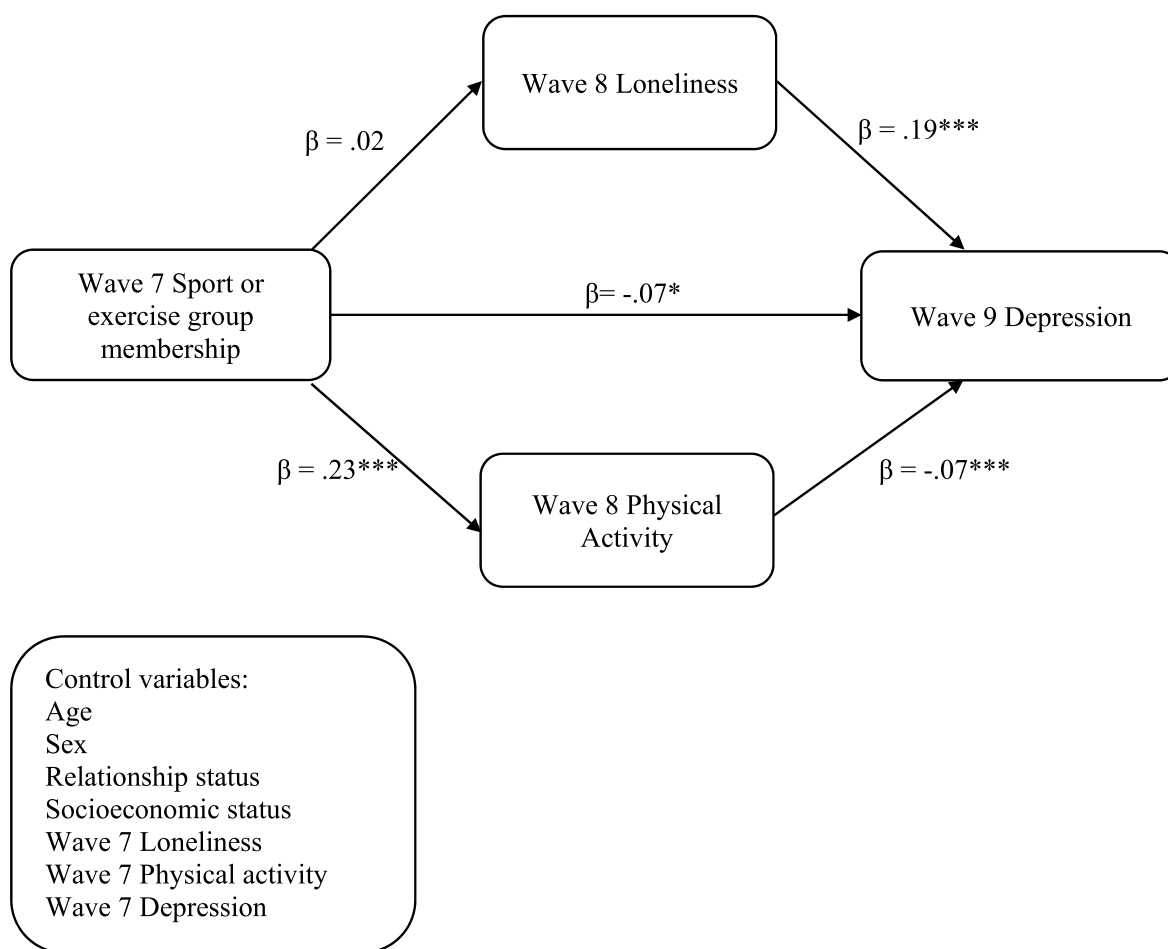 Wave 8 Loneliness
β = .02
β = .19***
Wave 7 Sport or
exercise group
membership
β= -.07*
Wave 9 Depression
β = .23***
β = -.07***
Wave 8 Physical
Activity
Control variables:
Age
Sex
Relationship status
Socioeconomic status
Wave 7 Loneliness
Wave 7 Physical activity
Wave 7 Depression